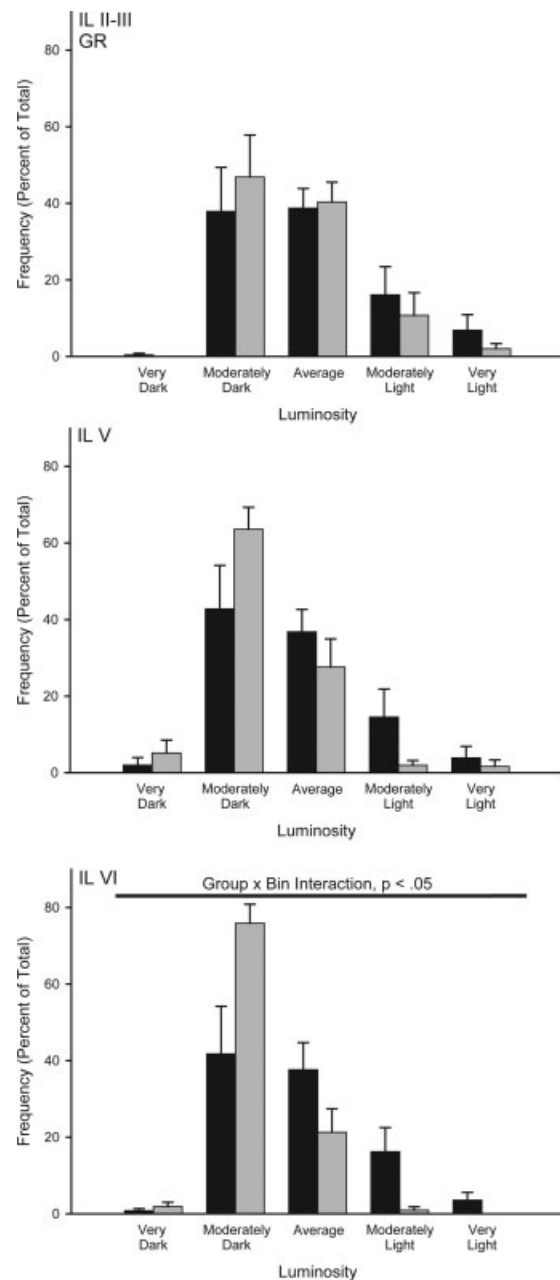 IL II-III
GR
80
60
40
20
0
Frequency (Percent of Total)
Very Dark
Moderately Dark
Average
Moderately Light
Very Light
Luminosity
IL V
80
60
40
20
0
Frequency (Percent of Total)
Very Dark
Moderately Dark
Average
Moderately Light
Very Light
Luminosity
IL VI
Group x Bin Interaction, p < .05
80
60
40
20
0
Frequency (Percent of Total)
Very Dark
Moderately Dark
Average
Moderately Light
Very Light
Luminosity